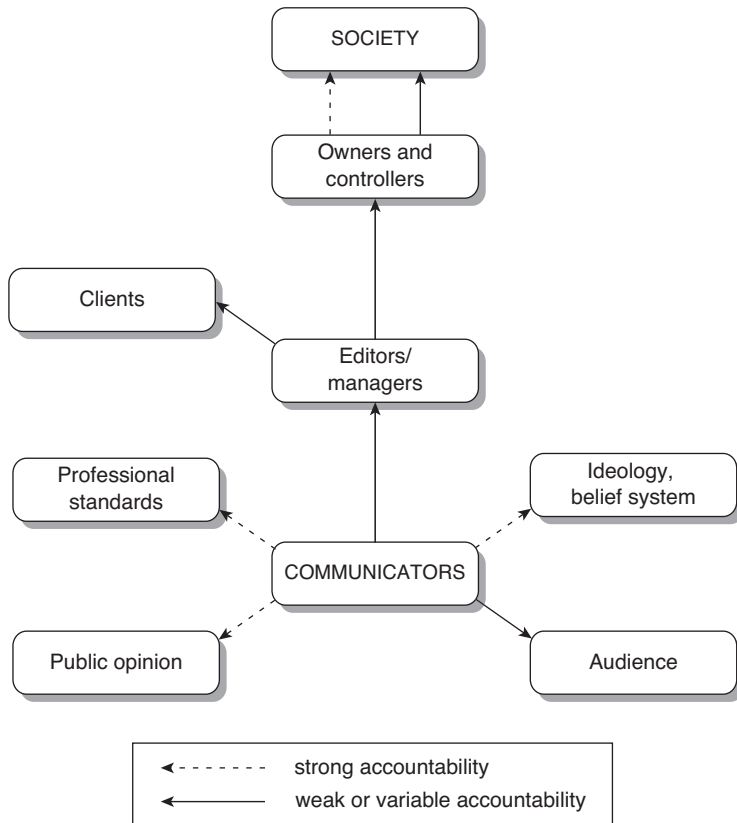 SOCIETY
Owners and
controllers
Clients
Editors/
managers
Professional
standards
Ideology,
belief system
COMMUNICATORS
Public opinion
Audience
strong accountability
weak or variable accountability